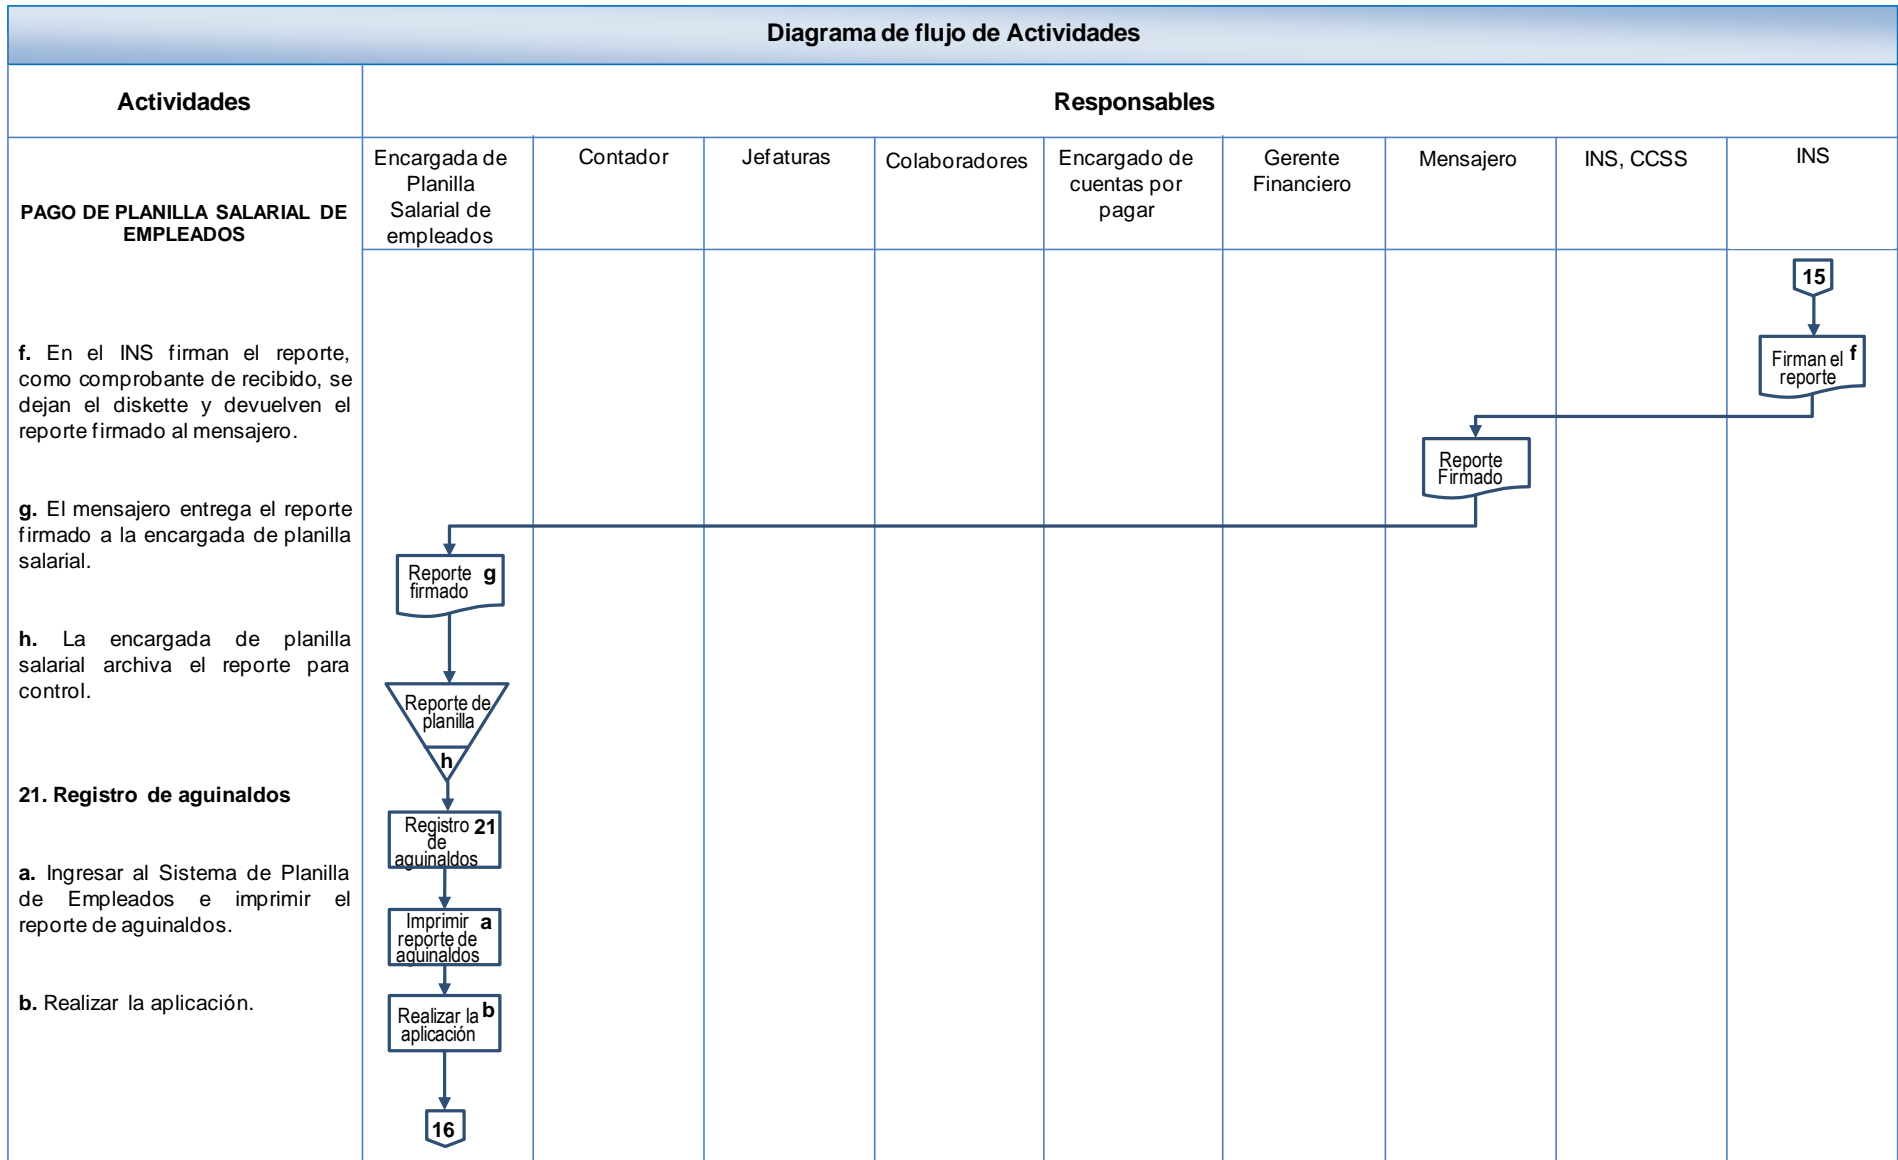 Diagrama de flujo de Actividades
Actividades
Responsables
PAGO DE PLANILLA SALARIAL DE
EMPLEADOS
Encargada de
Planilla
Salarial de
empleados
Contador
Jefaturas
Colaboradores
Encargado de
cuentas por
pagar
Gerente
Financiero
Mensajero
INS, CCSS
INS
f. En el INS firman el reporte,
como comprobante de recibido, se
dejan el diskette y devuelven el
reporte firmado al mensajero.
g. El mensajero entrega el reporte
firmado a la encargada de planilla
salarial.
h. La encargada de planilla
salarial archiva el reporte para
control.
21. Registro de aguinaldos
a. Ingresar al Sistema de Planilla
de Empleados e imprimir el
reporte de aguinaldos.
b. Realizar la aplicación.
15
Firman el f
reporte
Reporte
Firmado
Reporte g
firmado
Reporte de
planilla
h
Registro 21
de
aguinaldos
Imprimir a
reporte de
aguinaldos
Realizar la b
aplicación
16